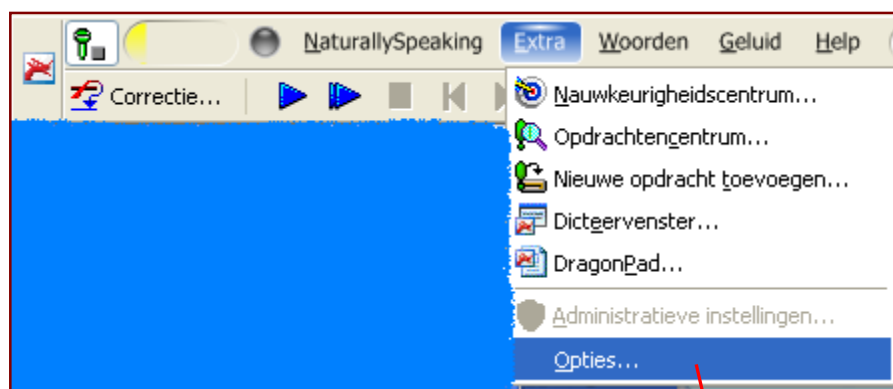 NaturallySpeaking Extra Woorden Geluid Help
Correctie...
Nauwkeurigheidscentrum...
Opdrachtencentrum...
Nieuwe opdracht toevoegen...
Dicteervenster...
DragonPad...
Administratieve instellingen...
Opties...